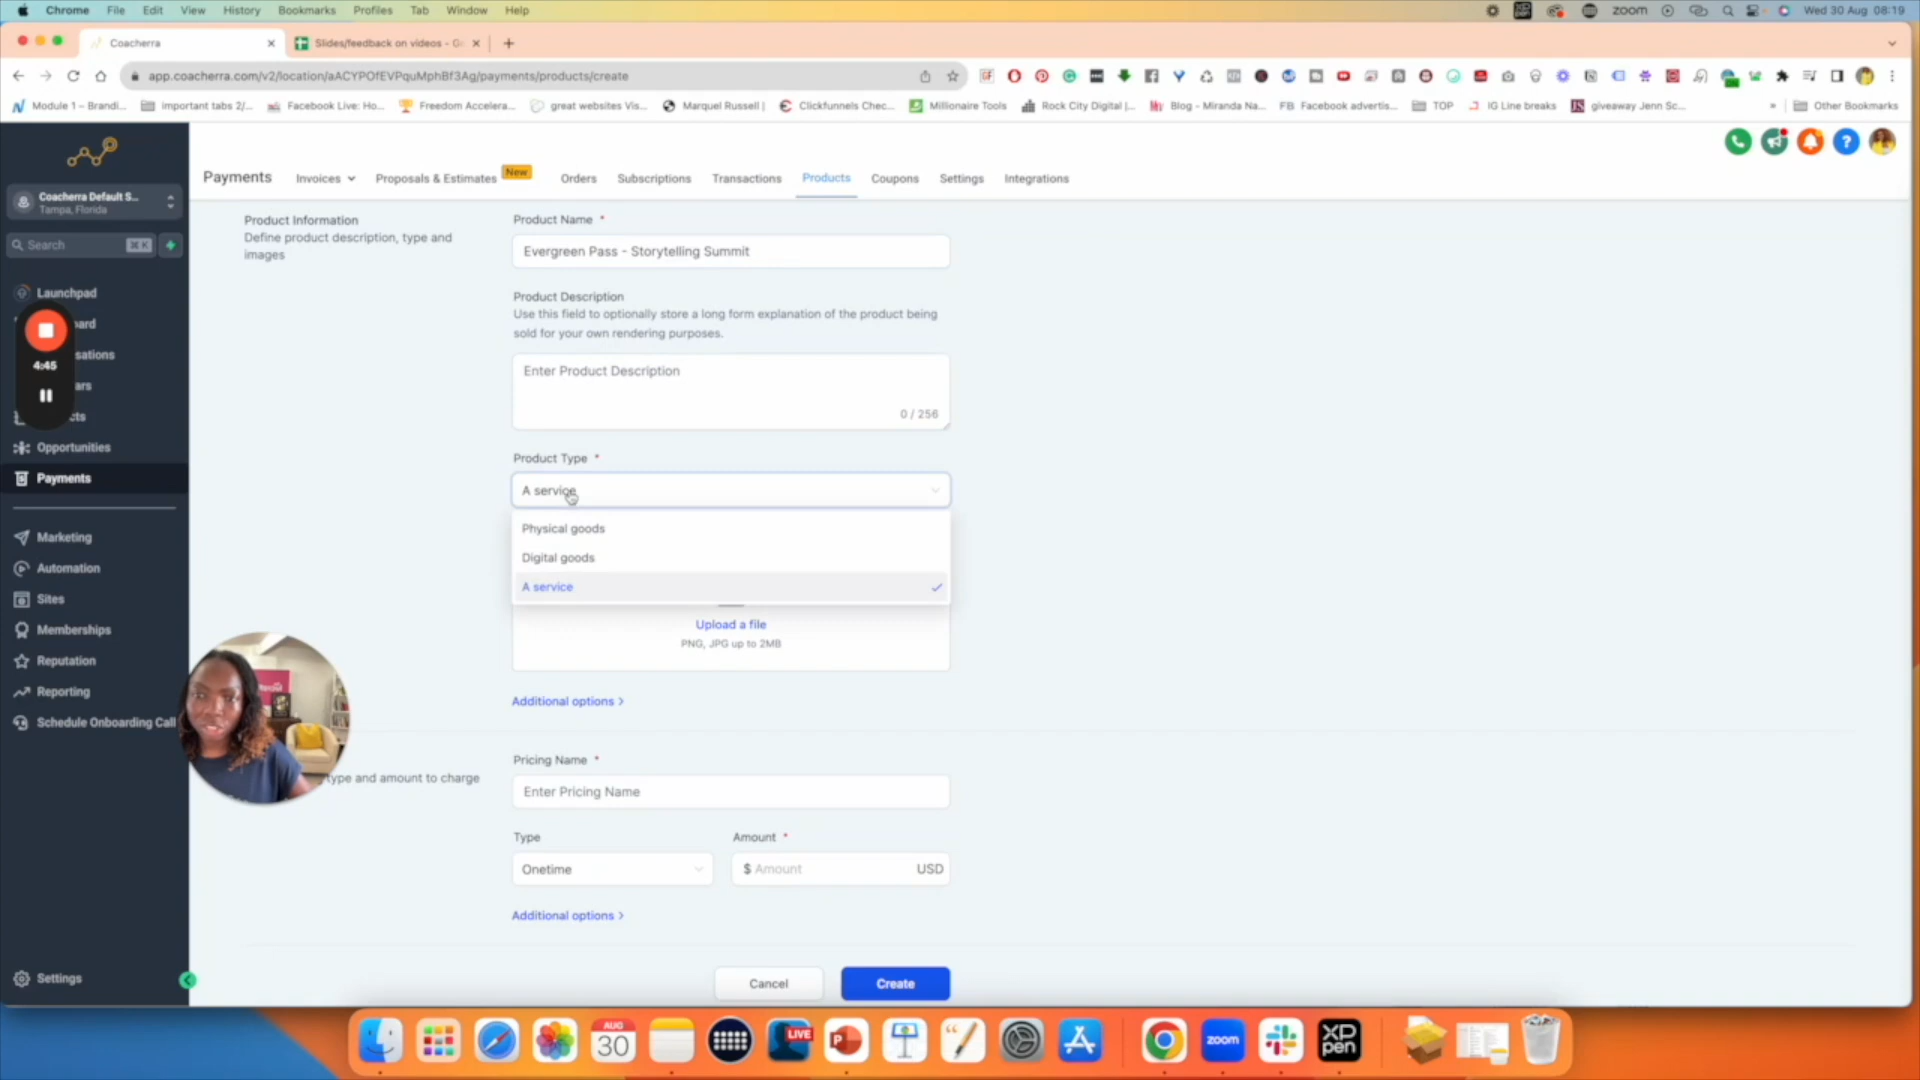 Chrome File Edit View History Bookmarks Profiles Tab Window Help zoom Wed 30 Aug 08:19
Coacherra Slides/feedback on videos - G
app.coacherra.com/v2/location/aACYPOfEVPquMphBf3Ag/payments/products/create
Module 1 – Brandi... important tabs 2/... Facebook Live: Ho... Freedom Accelera... great websites Vis... Marquel Russell | Clickfunnels Chec... Millionaire Tools Rock City Digital |... Blog - Miranda Na... FB Facebook advertis... TOP IG Line breaks giveaway Jenn Sc... » Other Bookmarks
Payments Invoices Proposals & Estimates New Orders Subscriptions Transactions Products Coupons Settings Integrations
Coacherra Default S...
Tampa, Florida
Search ⌘K
Launchpad
ard
sations
ars
cts
Opportunities
Payments
Marketing
Automation
Sites
Memberships
Reputation
Reporting
Schedule Onboarding Call
Settings
4:45
Product Information
Define product description, type and
images
Product Name *
Evergreen Pass - Storytelling Summit
Product Description
Use this field to optionally store a long form explanation of the product being
sold for your own rendering purposes.
Enter Product Description
0 / 256
Product Type *
A service
Physical goods
Digital goods
A service
Upload a file
PNG, JPG up to 2MB
Additional options >
type and amount to charge
Pricing Name *
Enter Pricing Name
Type Amount *
Onetime $ Amount USD
Additional options >
Cancel Create
AUG
30
LIVE
zoom
XP
pen